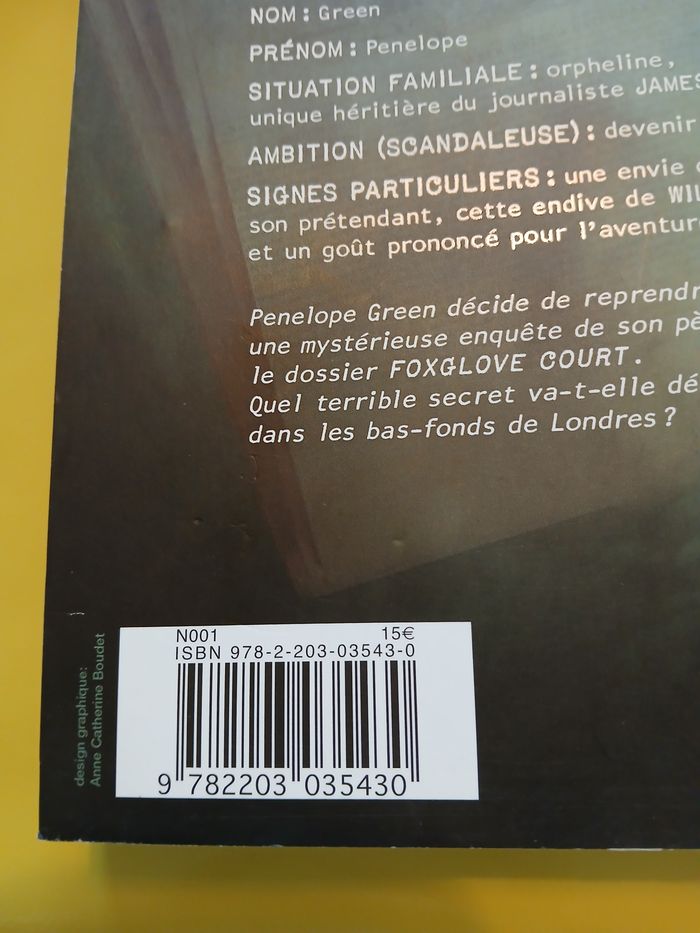 NOM : Green
PRÉNOM : Penelope
SITUATION FAMILIALE : orpheline,
unique héritière du journaliste JAMES
AMBITION (SCANDALEUSE) : devenir
SIGNES PARTICULIERS : une envie
son prétendant, cette endive de WI
et un goût prononcé pour l'aventur
Penelope Green décide de reprendr
une mystérieuse enquête de son pè
le dossier FOXGLOVE COURT.
Quel terrible secret va-t-elle dé
dans les bas-fonds de Londres ?
design graphique:
Anne Catherine Boudet
N001 15€
ISBN 978-2-203-03543-0
9 782203 035430